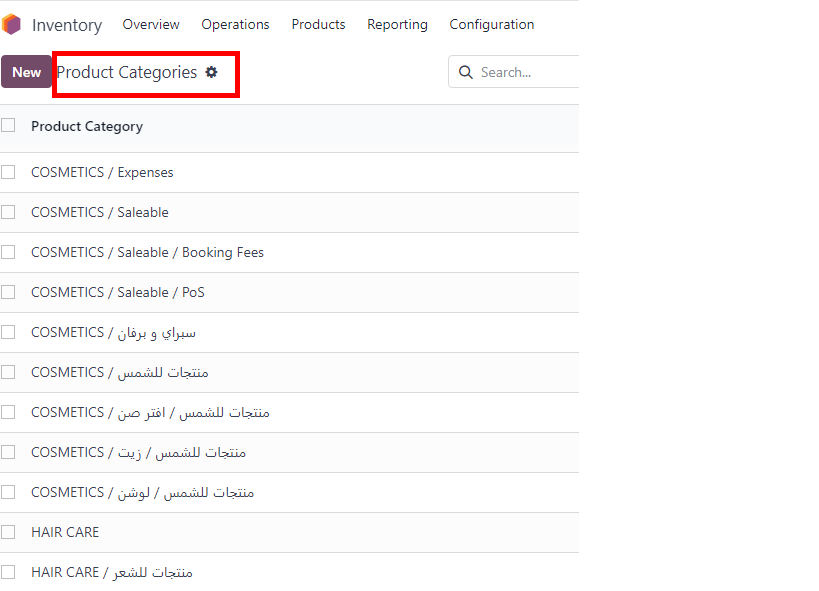 Inventory Overview Operations Products Reporting Configuration
New Product Categories Search...
Product Category
COSMETICS / Expenses
COSMETICS / Saleable
COSMETICS / Saleable / Booking Fees
COSMETICS / Saleable / PoS
COSMETICS / سبراي و برفان
COSMETICS / منتجات للشمس
COSMETICS / منتجات للشمس / افتر صن
COSMETICS / منتجات للشمس / زيت
COSMETICS / منتجات للشمس / لوشن
HAIR CARE
HAIR CARE / منتجات للشعر